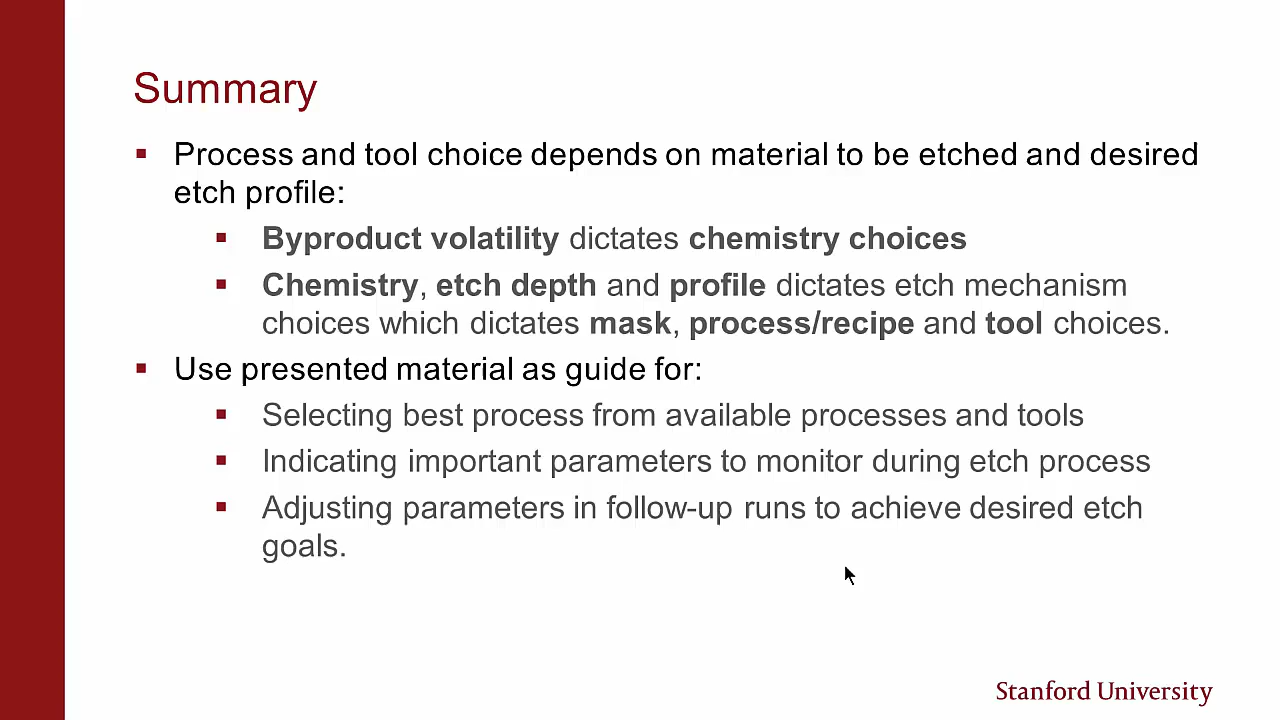 Summary
Process and tool choice depends on material to be etched and desired
etch profile:
Byproduct volatility dictates chemistry choices
Chemistry, etch depth and profile dictates etch mechanism
choices which dictates mask, process/recipe and tool choices.
Use presented material as guide for:
Selecting best process from available processes and tools
Indicating important parameters to monitor during etch process
Adjusting parameters in follow-up runs to achieve desired etch
goals.
Stanford University